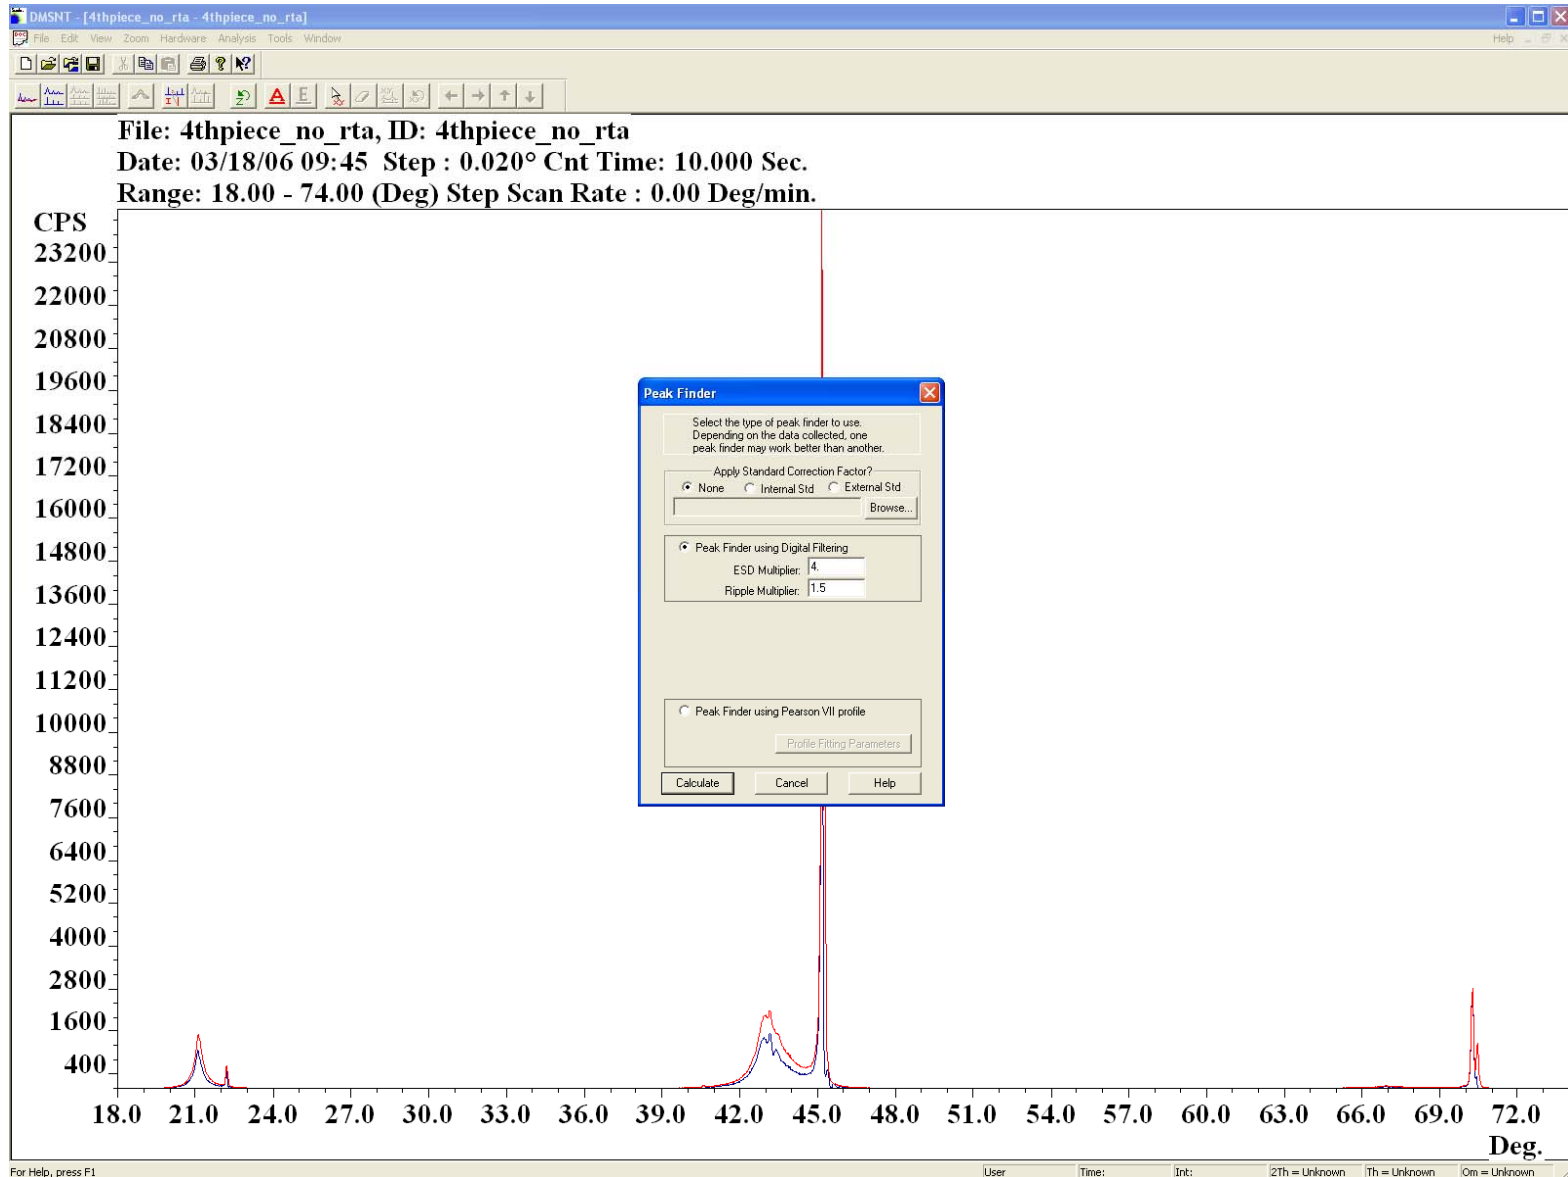 DMSNT - [4thpiece_no_rta - 4thpiece_no_rta]
File Edit View Zoom Hardware Analysis Tools Window Help
File: 4thpiece_no_rta, ID: 4thpiece_no_rta
Date: 03/18/06 09:45 Step : 0.020° Cnt Time: 10.000 Sec.
Range: 18.00 - 74.00 (Deg) Step Scan Rate : 0.00 Deg/min.
CPS
23200
22000
20800
19600
18400
17200
16000
14800
13600
12400
11200
10000
8800
7600
6400
5200
4000
2800
1600
400
Peak Finder
Select the type of peak finder to use.
Depending on the data collected, one
peak finder may work better than another.
Apply Standard Correction Factor?
None Internal Std External Std
Browse...
Peak Finder using Digital Filtering
ESD Multiplier: 4.
Ripple Multiplier: 1.5
Peak Finder using Pearson VII profile
Profile Fitting Parameters
Calculate Cancel Help
18.0 21.0 24.0 27.0 30.0 33.0 36.0 39.0 42.0 45.0 48.0 51.0 54.0 57.0 60.0 63.0 66.0 69.0 72.0
Deg.
For Help, press F1 User Time: Int: 2Th = Unknown Th = Unknown Om = Unknown